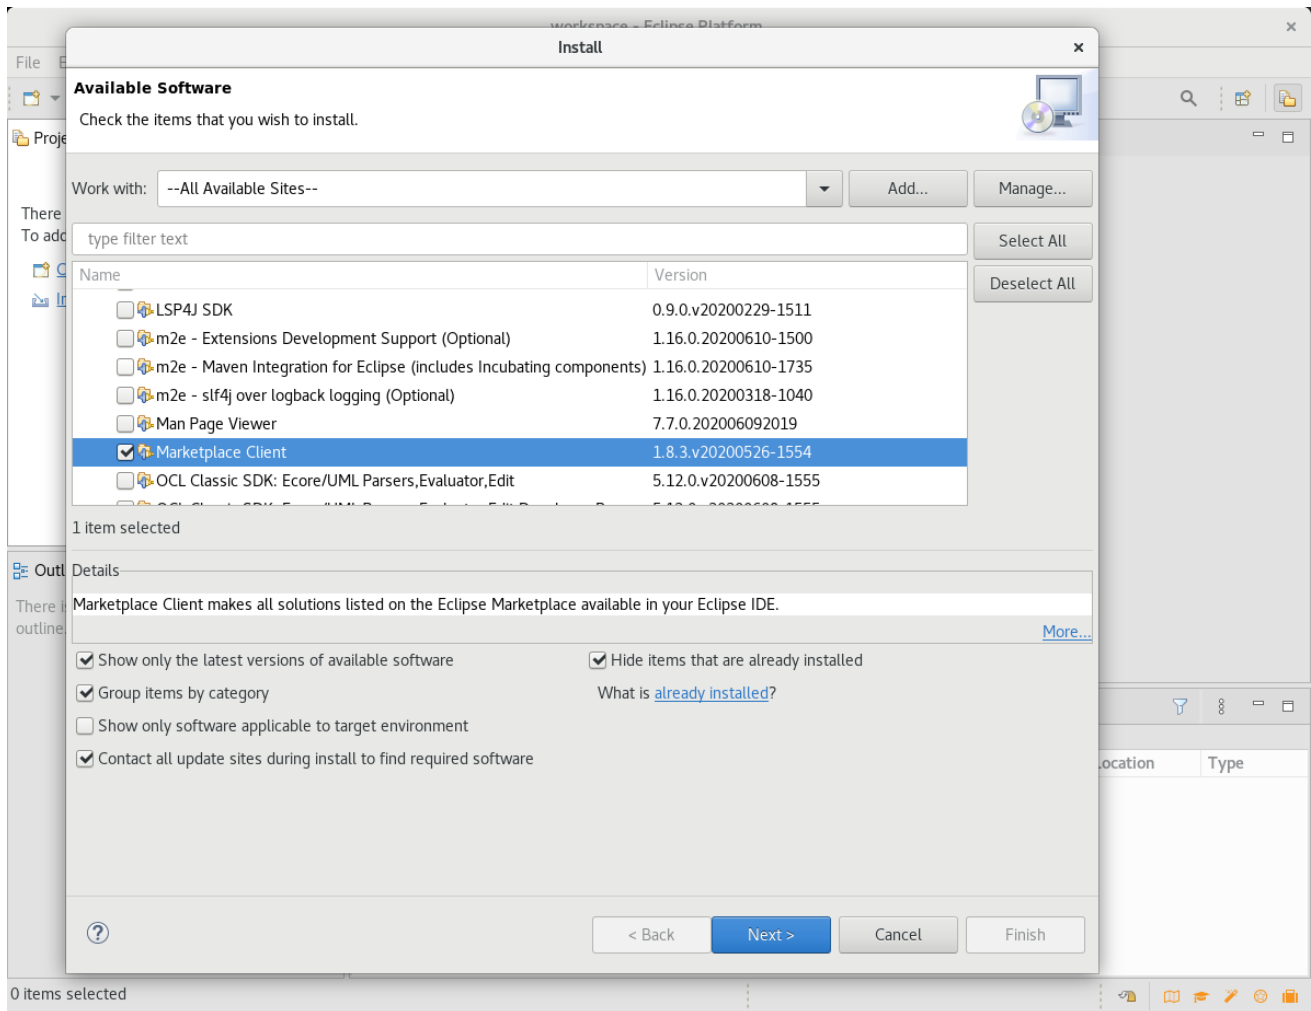 workspace - Eclipse Platform
Install
File
Available Software
Check the items that you wish to install.
Work with: --All Available Sites-- Add... Manage...
There
To add
type filter text
Select All
Name Version
Deselect All
LSP4J SDK 0.9.0.v20200229-1511
m2e - Extensions Development Support (Optional) 1.16.0.20200610-1500
m2e - Maven Integration for Eclipse (includes Incubating components) 1.16.0.20200610-1735
m2e - slf4j over logback logging (Optional) 1.16.0.20200318-1040
Man Page Viewer 7.7.0.202006092019
Marketplace Client 1.8.3.v20200526-1554
OCL Classic SDK: Ecore/UML Parsers,Evaluator,Edit 5.12.0.v20200608-1555
1 item selected
Details
Marketplace Client makes all solutions listed on the Eclipse Marketplace available in your Eclipse IDE.
More...
There
outline
Show only the latest versions of available software
Hide items that are already installed
Group items by category
What is already installed?
Show only software applicable to target environment
Contact all update sites during install to find required software
Location Type
< Back Next > Cancel Finish
0 items selected